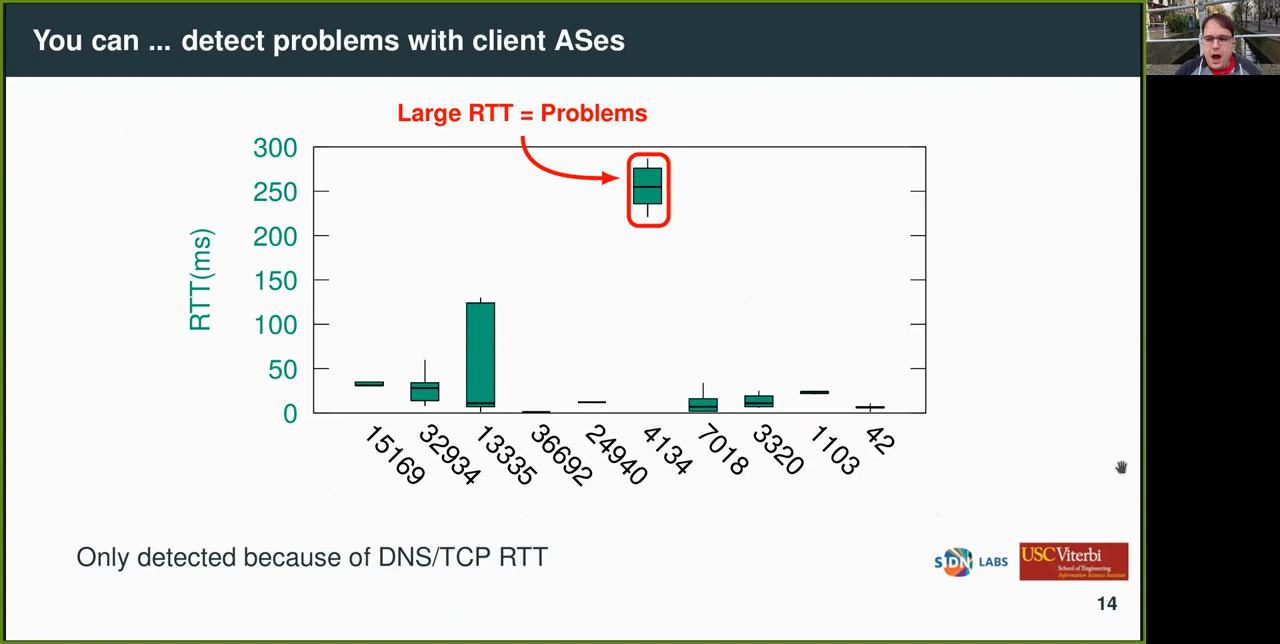 You can ... detect problems with client ASes
Large RTT = Problems
300
250
200
150
100
50
0
RTT(ms)
15169
32934
13335
36692
24940
4134
7018
3320
1103
42
Only detected because of DNS/TCP RTT
SIDN LABS
USC Viterbi
School of Engineering
Information Sciences Institute
14